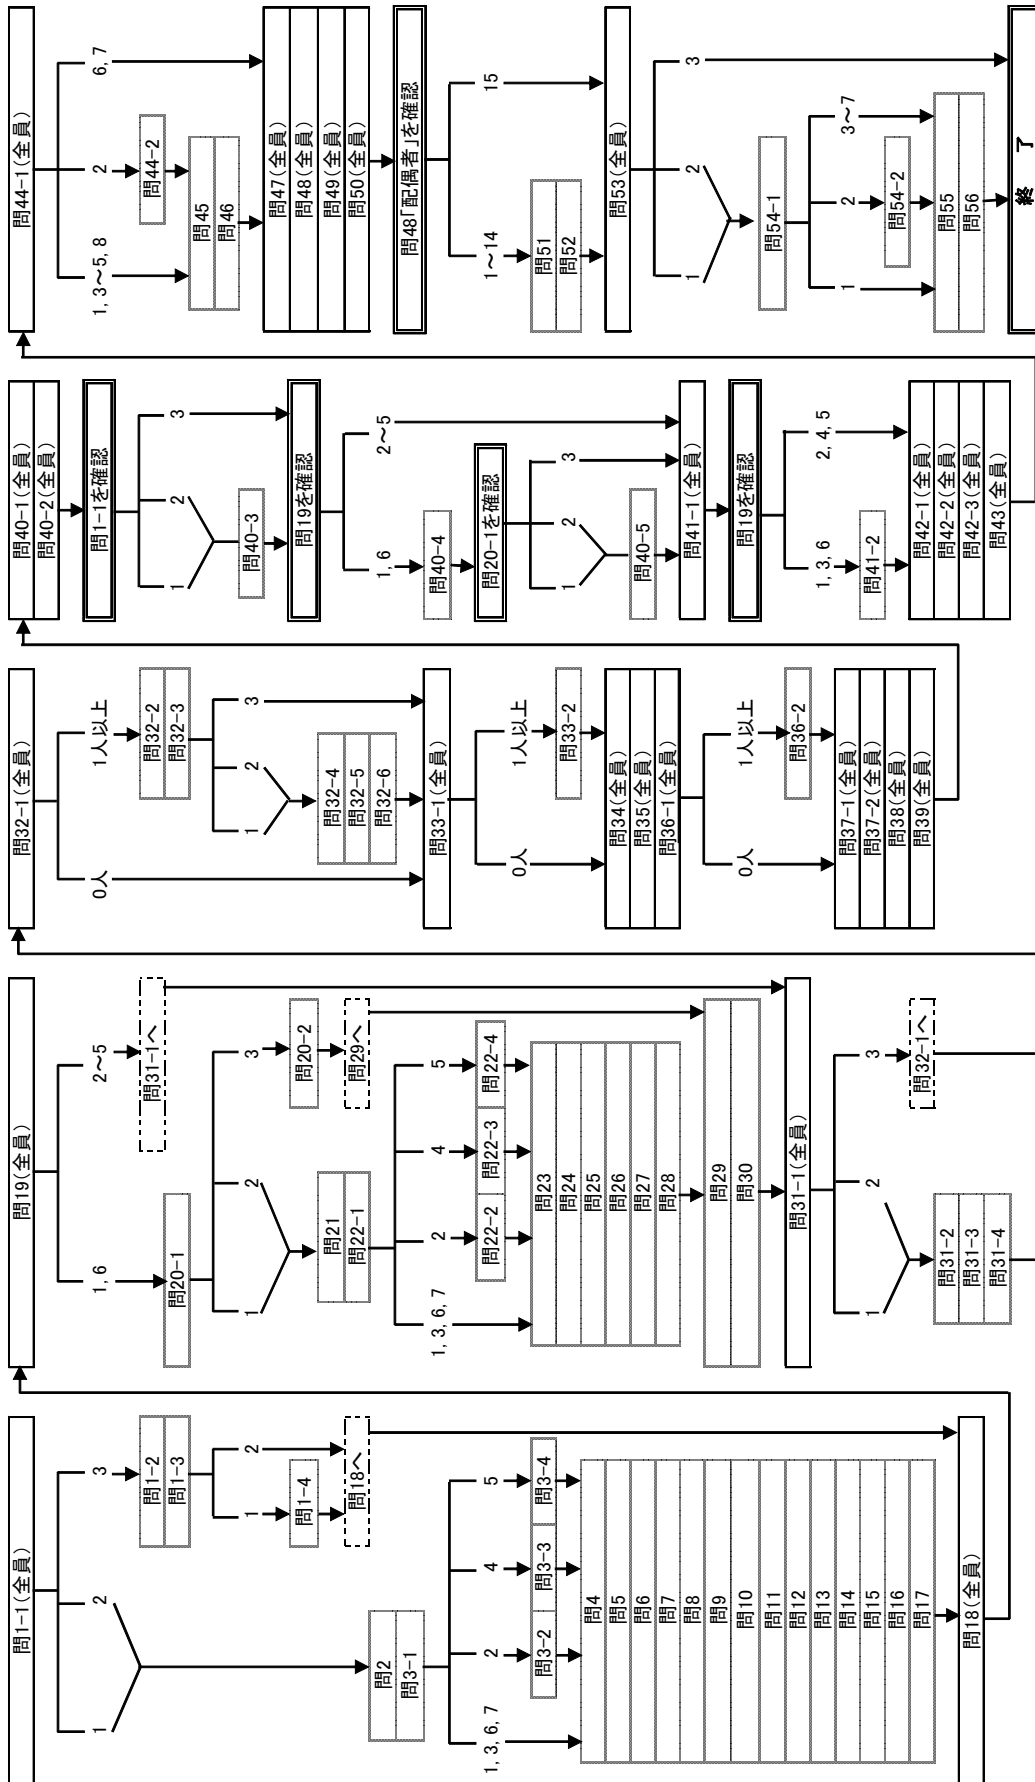 問1-1(全員)
1
2
3
問1-2
問1-3
1
2
問1-4
問18へ
問2
問3-1
1, 3, 6, 7
2
4
5
問3-2
問3-3
問3-4
問4
問5
問6
問7
問8
問9
問10
問11
問12
問13
問14
問15
問16
問17
問18(全員)
問19(全員)
1, 6
2～5
問31-1へ
問20-1
1
2
3
問20-2
問29へ
問21
問22-1
1, 3, 6, 7
2
4
5
問22-2
問22-3
問22-4
問23
問24
問25
問26
問27
問28
問29
問30
問31-1(全員)
1
2
3
問32-1へ
問31-2
問31-3
問31-4
問32-1(全員)
0人
1人以上
問32-2
問32-3
1
2
3
問32-4
問32-5
問32-6
問33-1(全員)
0人
1人以上
問33-2
問34(全員)
問35(全員)
問36-1(全員)
0人
1人以上
問36-2
問37-1(全員)
問37-2(全員)
問38(全員)
問39(全員)
問40-1(全員)
問40-2(全員)
問1-1を確認
1
2
3
問40-3
問19を確認
1, 6
2～5
問40-4
問20-1を確認
1
2
3
問40-5
問41-1(全員)
問19を確認
1, 3, 6
2, 4, 5
問41-2
問42-1(全員)
問42-2(全員)
問42-3(全員)
問43(全員)
問44-1(全員)
1, 3～5, 8
2
6, 7
問44-2
問45
問46
問47(全員)
問48(全員)
問49(全員)
問50(全員)
問48「配偶者」を確認
1～14
15
問51
問52
問53(全員)
1
2
3
問54-1
1
2
3～7
問54-2
問55
問56
終 了